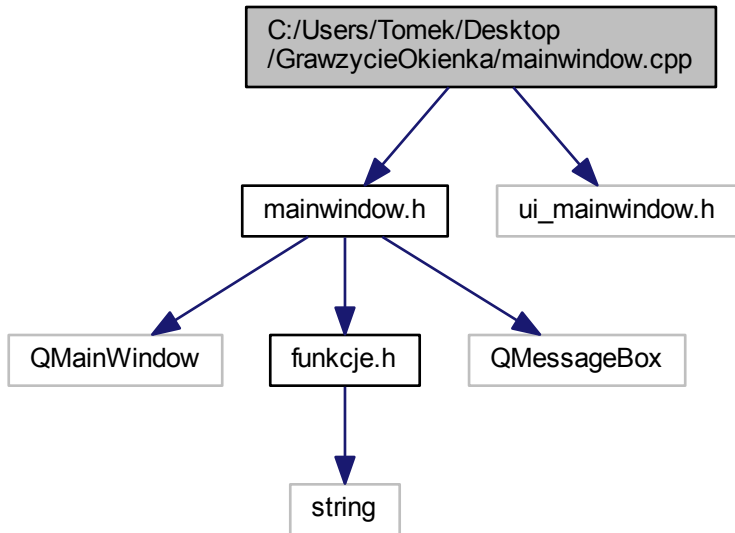 C:/Users/Tomek/Desktop
/GrawzycieOkienka/mainwindow.cpp
mainwindow.h
ui_mainwindow.h
QMainWindow
funkcje.h
QMessageBox
string